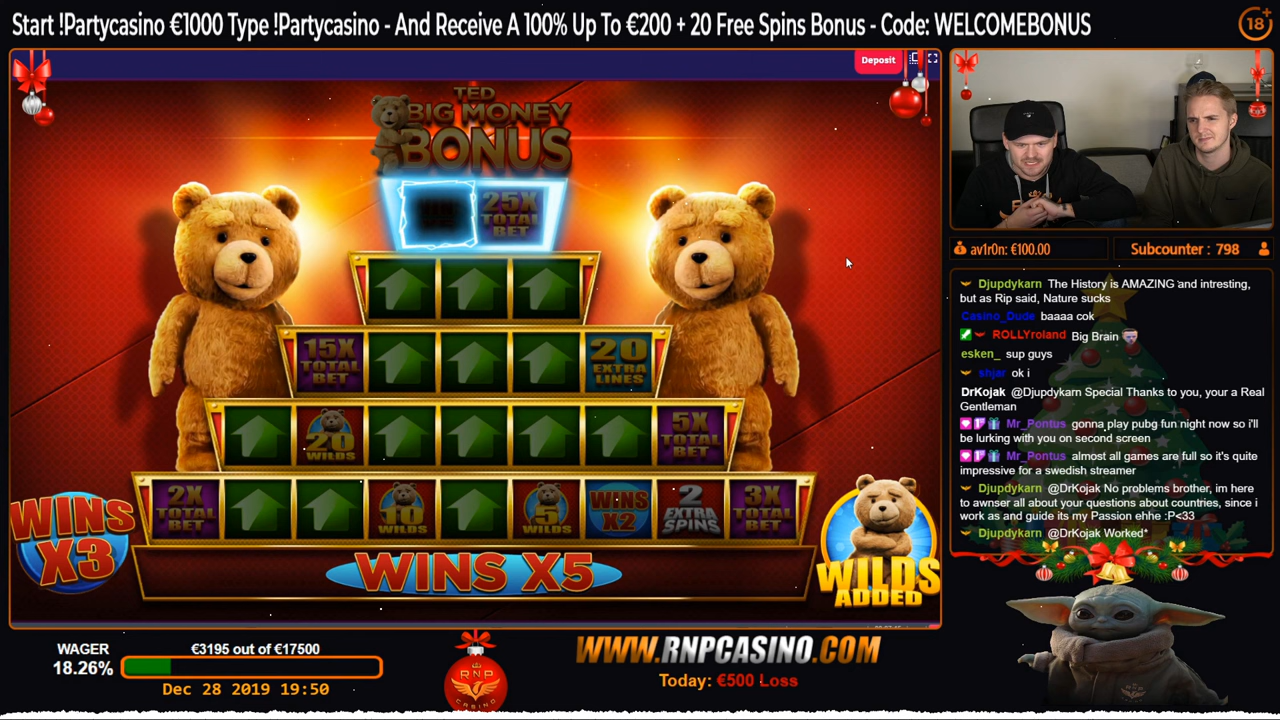 Start !Partycasino €1000 Type !Partycasino - And Receive A 100% Up To €200 + 20 Free Spins Bonus - Code: WELCOMEBONUS
18+
Deposit
TED
BIG MONEY
BONUS
25X
TOTAL
BET
15X
TOTAL
BET
20
EXTRA
LINES
20
WILDS
5X
TOTAL
BET
2X
TOTAL
BET
10
WILDS
5
WILDS
WINS
X2
2
EXTRA
SPINS
3X
TOTAL
BET
WINS
X3
WINS X5
WILDS
ADDED
av1r0n: €100.00
Subcounter : 798
Djupdykarn The History is AMAZING and intresting,
but as Rip said, Nature sucks
Casino_Dude baaaa cok
ROLLYroland Big Brain
esken_ sup guys
shjar ok i
DrKojak @Djupdykarn Special Thanks to you, your a Real
Gentleman
Mr_Pontus gonna play pubg fun night now so i'll
be lurking with you on second screen
Mr_Pontus almost all games are full so it's quite
impressive for a swedish streamer
Djupdykarn @DrKojak No problems brother, im here
to awnser all about your questions about countries, since i
work as and guide its my Passion ehhe :P<33
Djupdykarn @DrKojak Worked*
WAGER
18.26%
€3195 out of €17500
Dec 28 2019 19:50
RNP
CASINO
WWW.RNPCASINO.COM
Today: €500 Loss